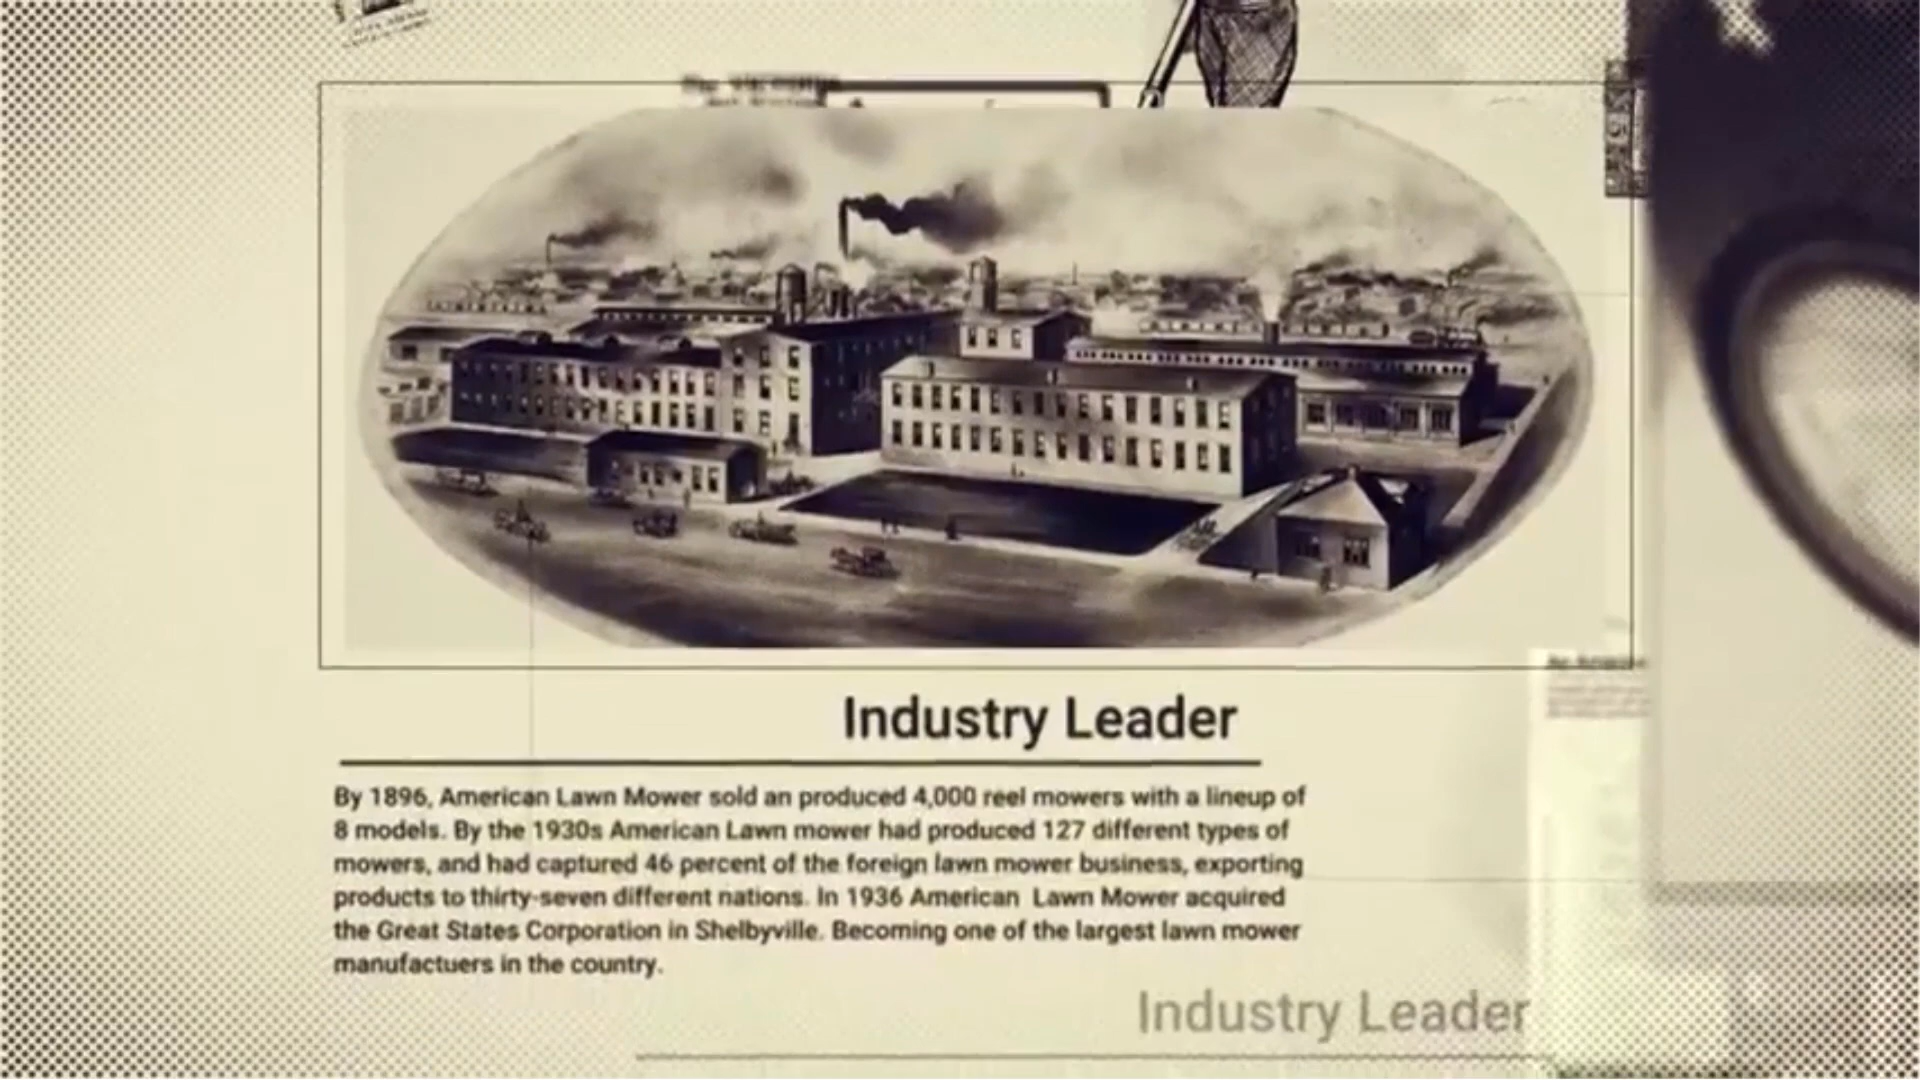 Industry Leader
By 1896, American Lawn Mower sold an produced 4,000 reel mowers with a lineup of
8 models. By the 1930s American Lawn mower had produced 127 different types of
mowers, and had captured 46 percent of the foreign lawn mower business, exporting
products to thirty-seven different nations. In 1936 American Lawn Mower acquired
the Great States Corporation in Shelbyville. Becoming one of the largest lawn mower
manufactuers in the country.
Industry Leader